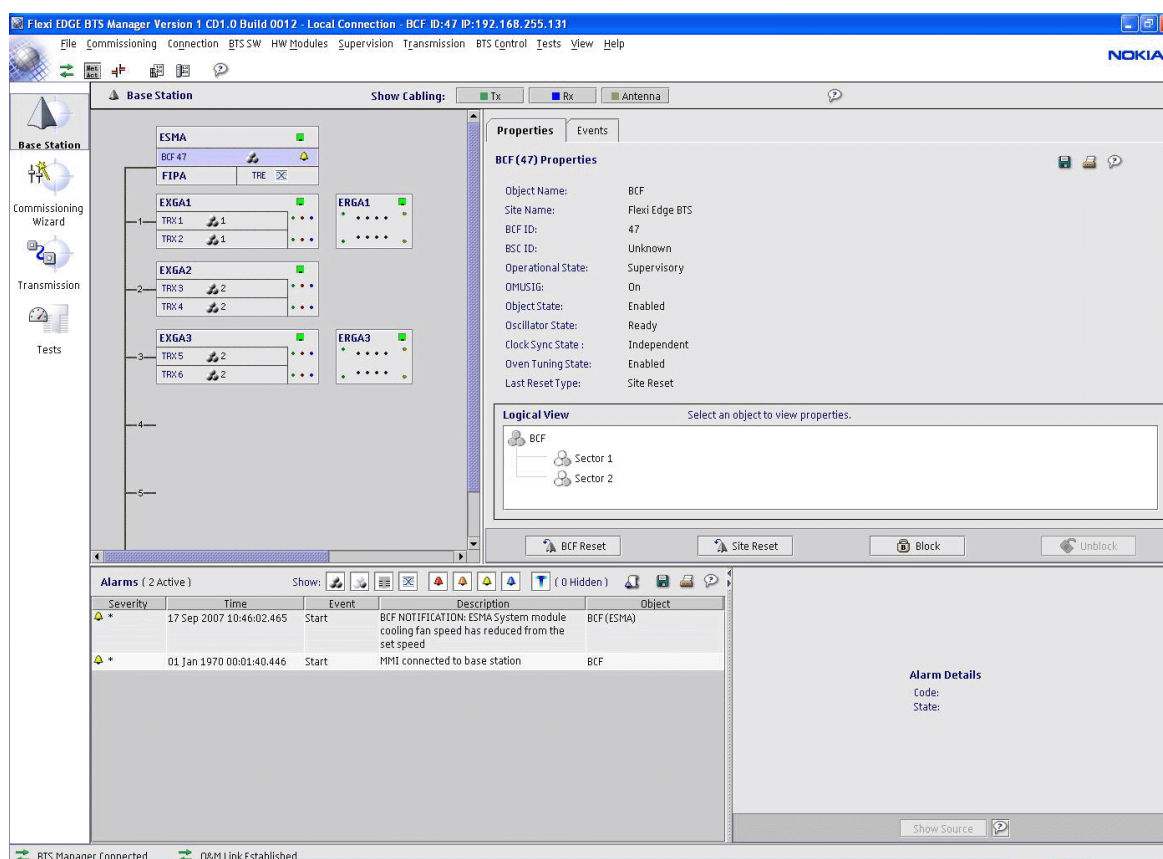 Flexi EDGE BTS Manager Version 1 CD1.0 Build 0012 - Local Connection - BCF ID:47 IP:192.168.255.131
File Commissioning Connection BTS SW HW Modules Supervision Transmission BTS Control Tests View Help
NOKIA
Net Act
Base Station Show Cabling: Tx Rx Antenna
Base Station
Commissioning
Wizard
Transmission
Tests
ESMA
BCF 47
FIPA TRE
EXGA1 ERGA1
1 TRX 1 1
TRX 2 1
EXGA2
2 TRX 3 2
TRX 4 2
EXGA3 ERGA3
3 TRX 5 2
TRX 6 2
4
5
Properties Events
BCF (47) Properties
Object Name: BCF
Site Name: Flexi Edge BTS
BCF ID: 47
BSC ID: Unknown
Operational State: Supervisory
OMUSIG: On
Object State: Enabled
Oscillator State: Ready
Clock Sync State : Independent
Oven Tuning State: Enabled
Last Reset Type: Site Reset
Logical View Select an object to view properties.
BCF
Sector 1
Sector 2
BCF Reset Site Reset Block Unblock
Alarms ( 2 Active ) Show: ( 0 Hidden )
Severity Time Event Description Object
* 17 Sep 2007 10:46:02.465 Start BCF NOTIFICATION: ESMA System module BCF (ESMA)
cooling fan speed has reduced from the
set speed
* 01 Jan 1970 00:01:40.446 Start MMI connected to base station BCF
Alarm Details
Code:
State:
Show Source
BTS Manager Connected O&M Link Established